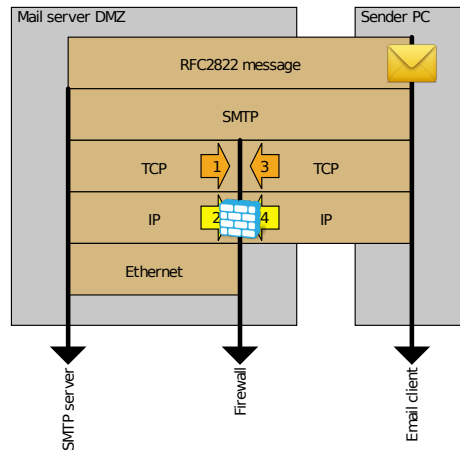 Mail server DMZ
Sender PC
RFC2822 message
SMTP
TCP
1
3
TCP
IP
2
4
IP
Ethernet
SMTP server
Firewall
Email client